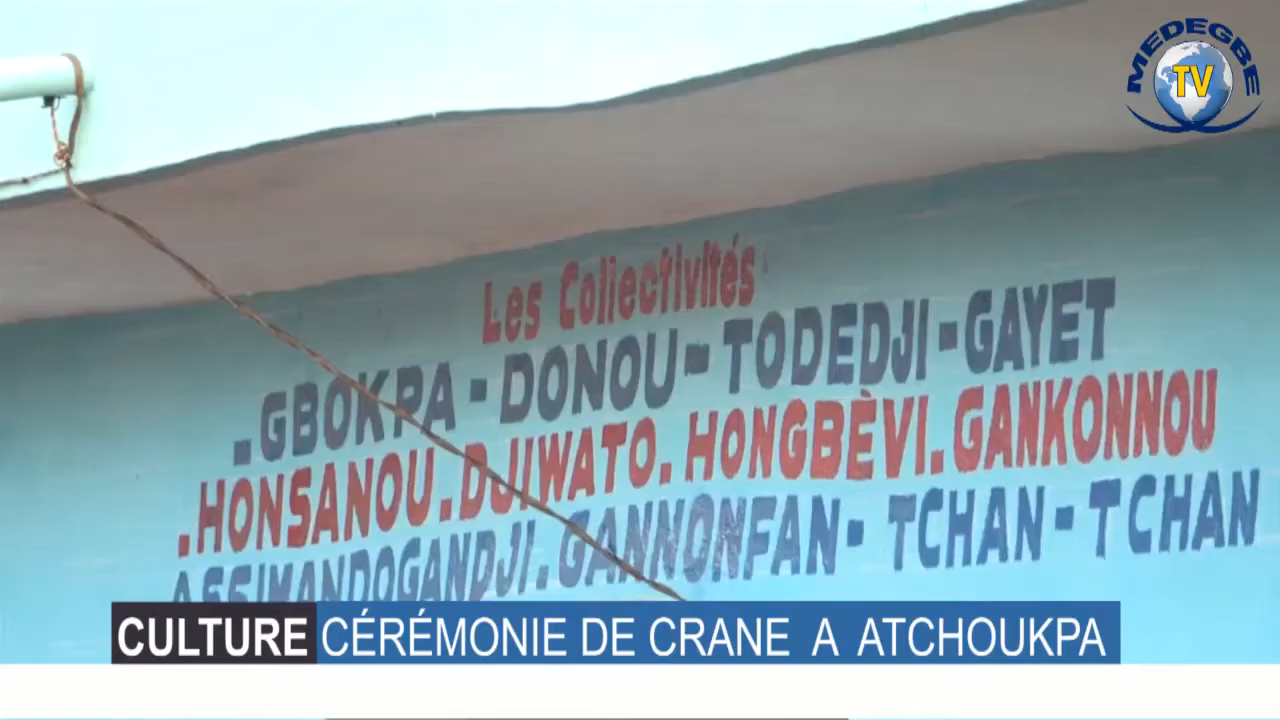 MEDEGBE
TV
Les Collectivités
.GBOKPA-DONOU-TODEDJI-GAYET
.HONSANOU.DJIWATO.HONGBÈVI.GANKONNOU
ASSIMANDOGANDJI.GANNONFAN-TCHAN-TCHAN
CULTURE CÉRÉMONIE DE CRANE A ATCHOUKPA